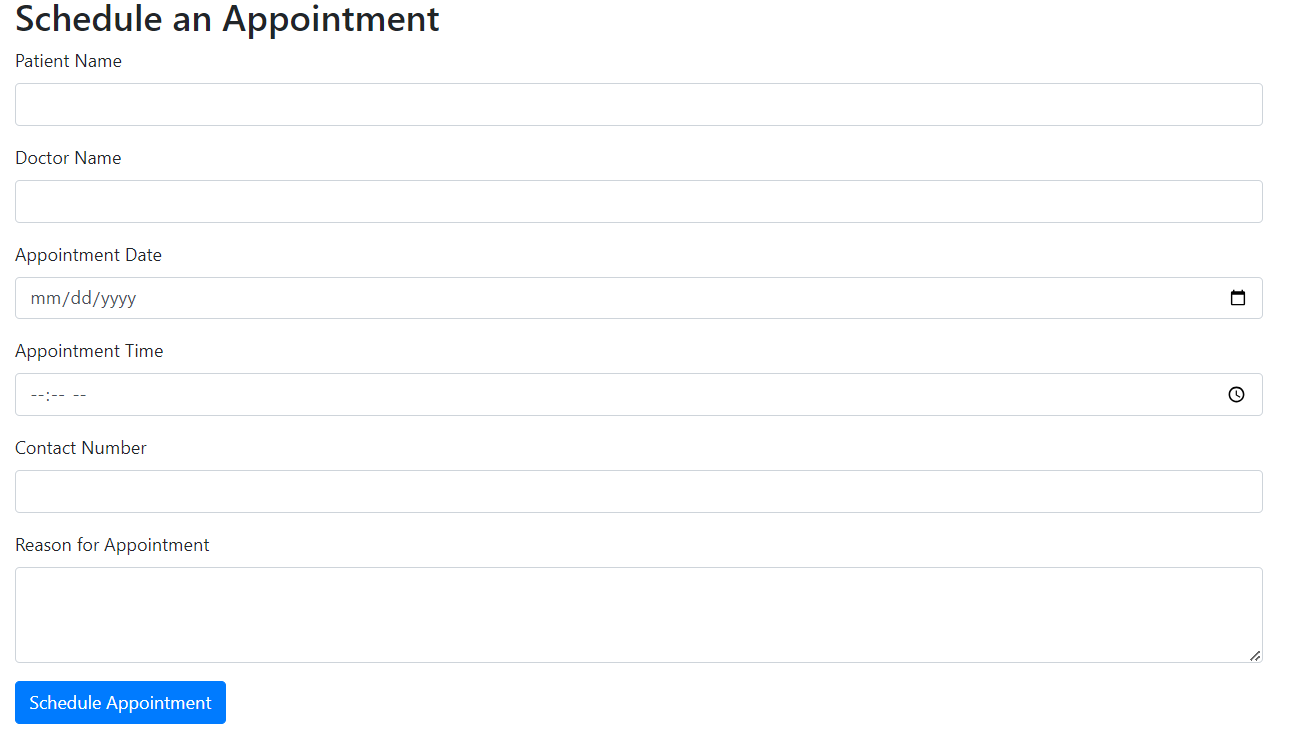 Schedule an Appointment
Patient Name
Doctor Name
Appointment Date
mm/dd/yyyy
Appointment Time
--:-- --
Contact Number
Reason for Appointment
Schedule Appointment